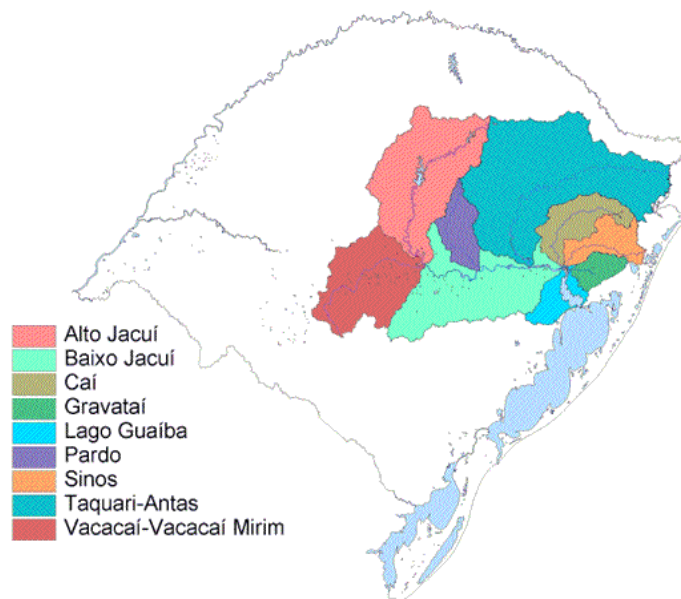 Alto Jacuí
Baixo Jacuí
Caí
Gravataí
Lago Guaíba
Pardo
Sinos
Taquari-Antas
Vacacaí-Vacacaí Mirim